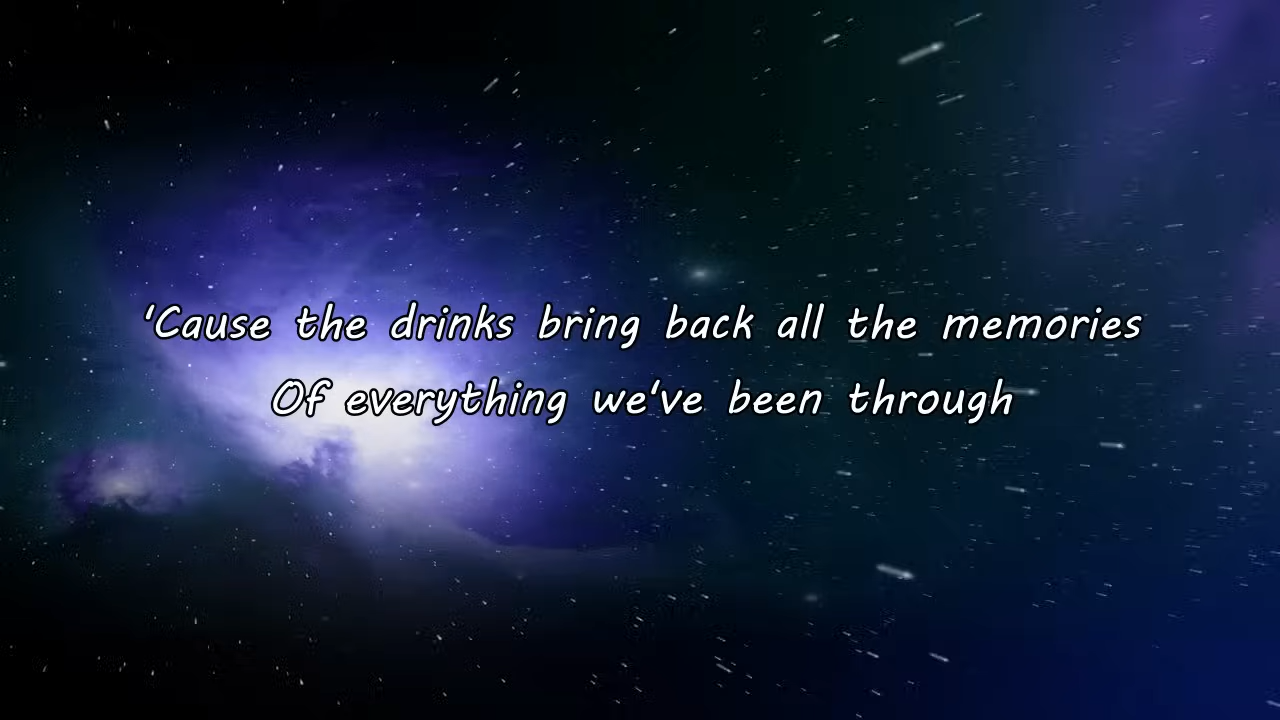 'Cause the drinks bring back all the memories
Of everything we've been through